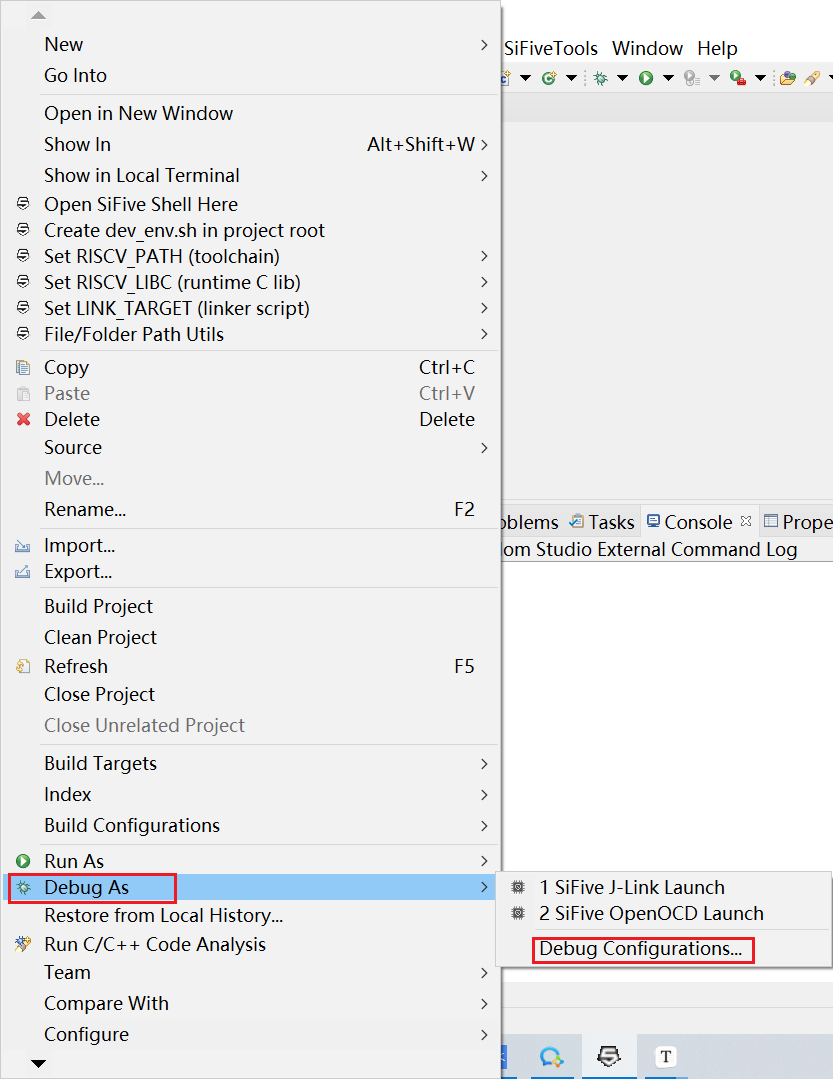 New
Go Into
Open in New Window
Show In Alt+Shift+W
Show in Local Terminal
Open SiFive Shell Here
Create dev_env.sh in project root
Set RISCV_PATH (toolchain)
Set RISCV_LIBC (runtime C lib)
Set LINK_TARGET (linker script)
File/Folder Path Utils
Copy Ctrl+C
Paste Ctrl+V
Delete Delete
Source
Move...
Rename... F2
Import...
Export...
Build Project
Clean Project
Refresh F5
Close Project
Close Unrelated Project
Build Targets
Index
Build Configurations
Run As
Debug As
Restore from Local History...
Run C/C++ Code Analysis
Team
Compare With
Configure
SiFiveTools Window Help
oblems Tasks Console Prope
dom Studio External Command Log
1 SiFive J-Link Launch
2 SiFive OpenOCD Launch
Debug Configurations...
T